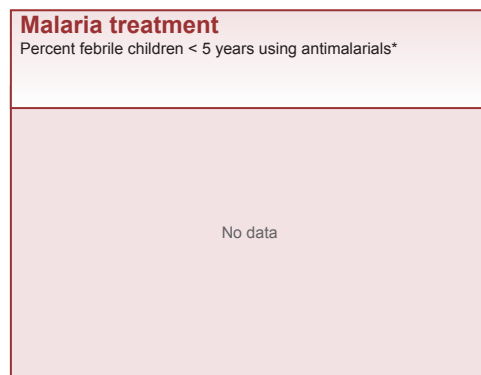 Malaria treatment
Percent febrile children < 5 years using antimalarials*
No data